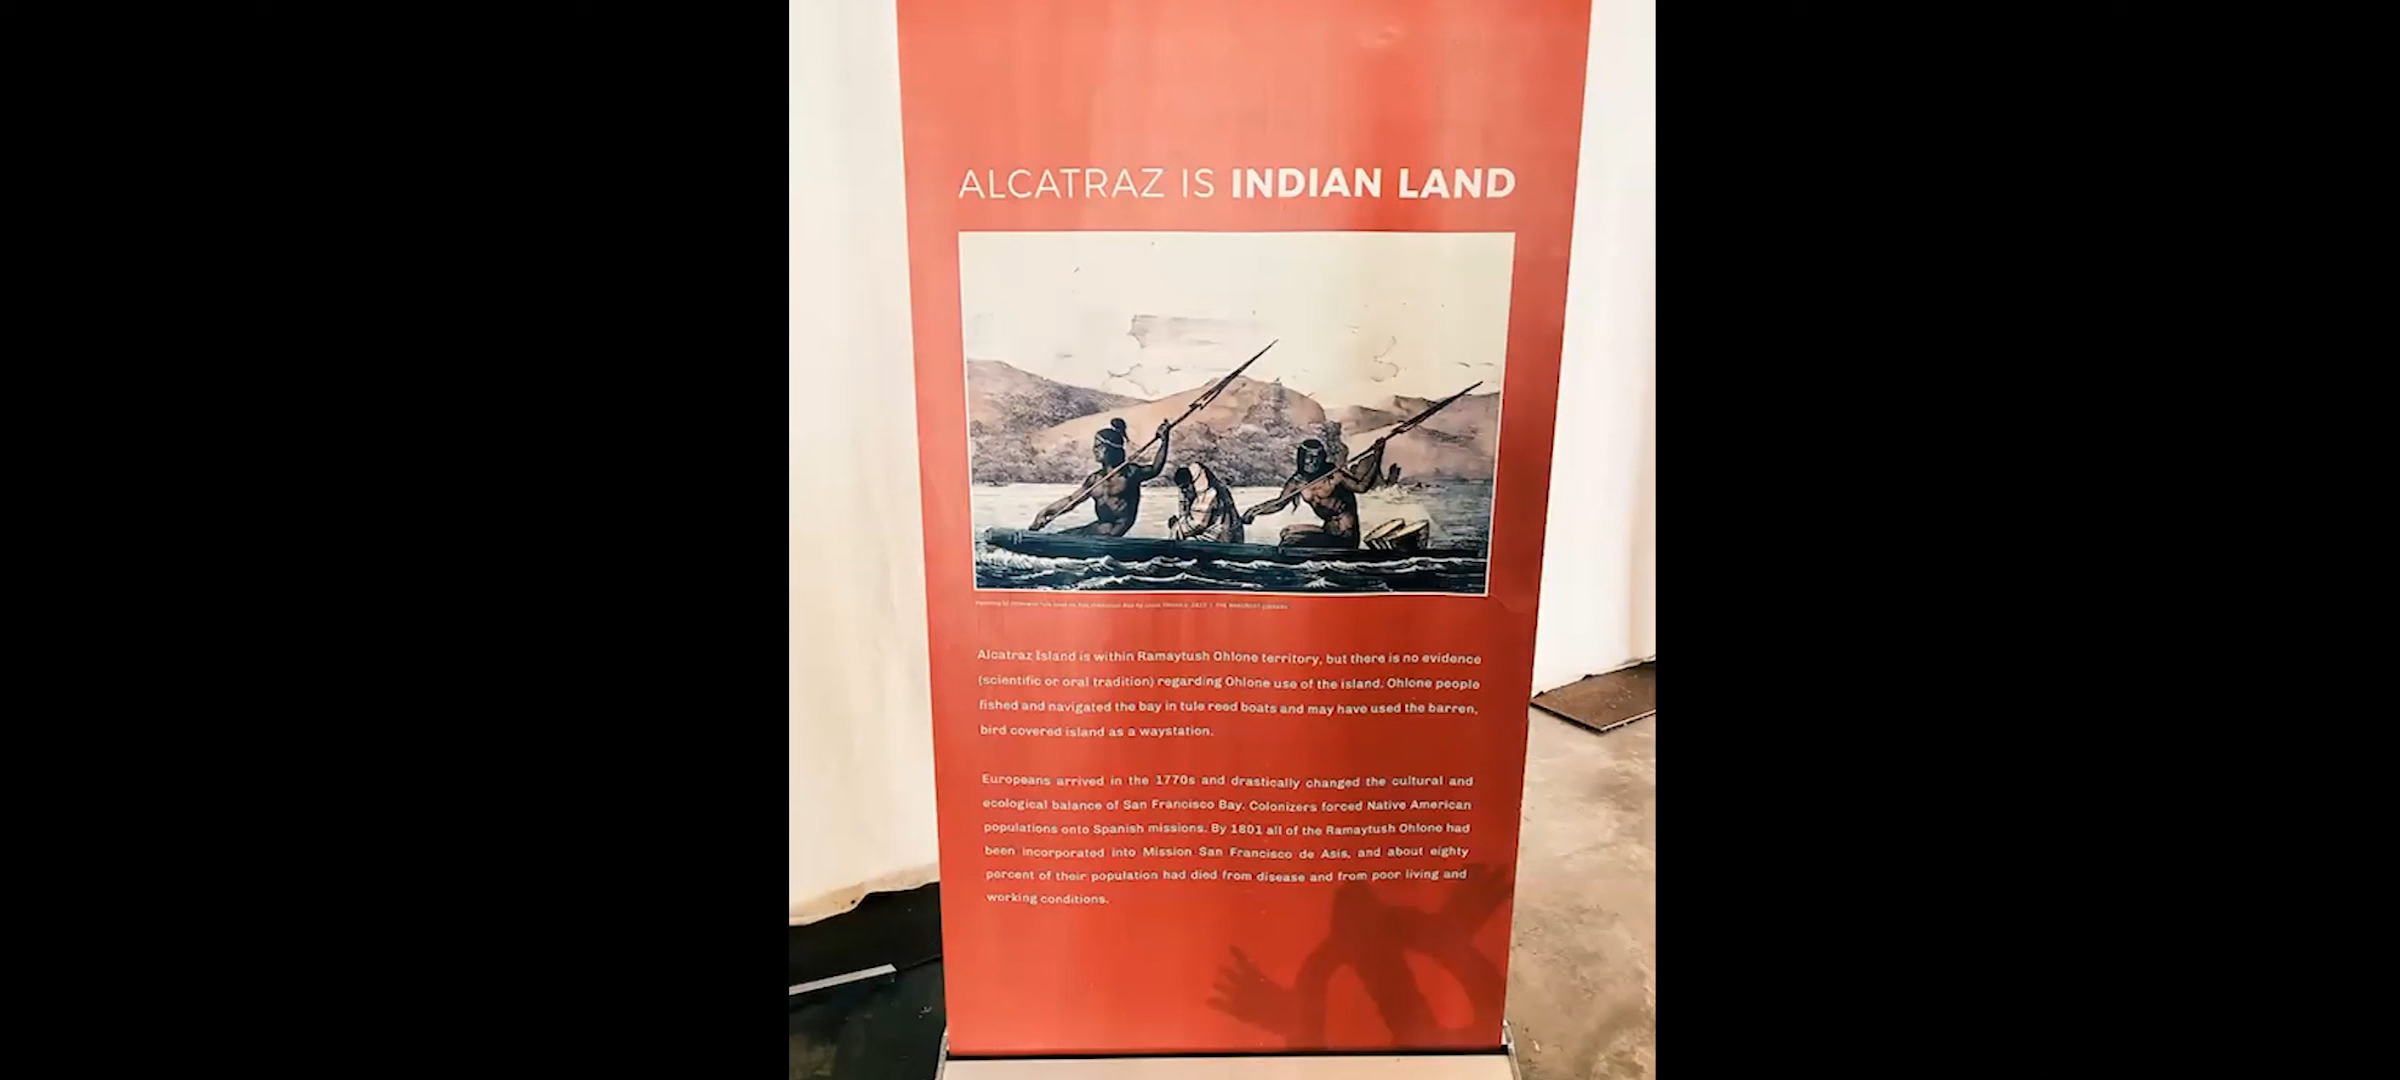 ALCATRAZ IS INDIAN LAND
THE BANCROFT LIBRARY
Alcatraz Island is within Ramaytush Ohlone territory, but there is no evidence
(scientific or oral tradition) regarding Ohlone use of the island. Ohlone people
fished and navigated the bay in tule reed boats and may have used the barren,
bird covered island as a waystation.
Europeans arrived in the 1770s and drastically changed the cultural and
ecological balance of San Francisco Bay. Colonizers forced Native American
populations onto Spanish missions. By 1801 all of the Ramaytush Ohlone had
been incorporated into Mission San Francisco de Asis, and about eighty
percent of their population had died from disease and from poor living and
working conditions.